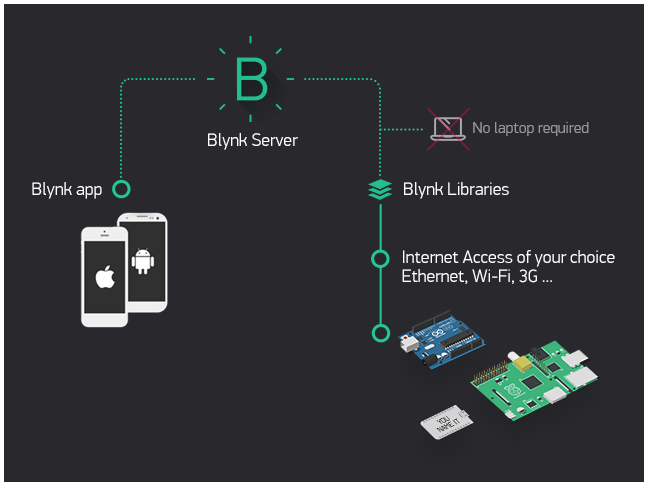 B
Blynk Server
No laptop required
Blynk app
Blynk Libraries
Internet Access of your choice
Ethernet, Wi-Fi, 3G ...
YOU
NAME IT